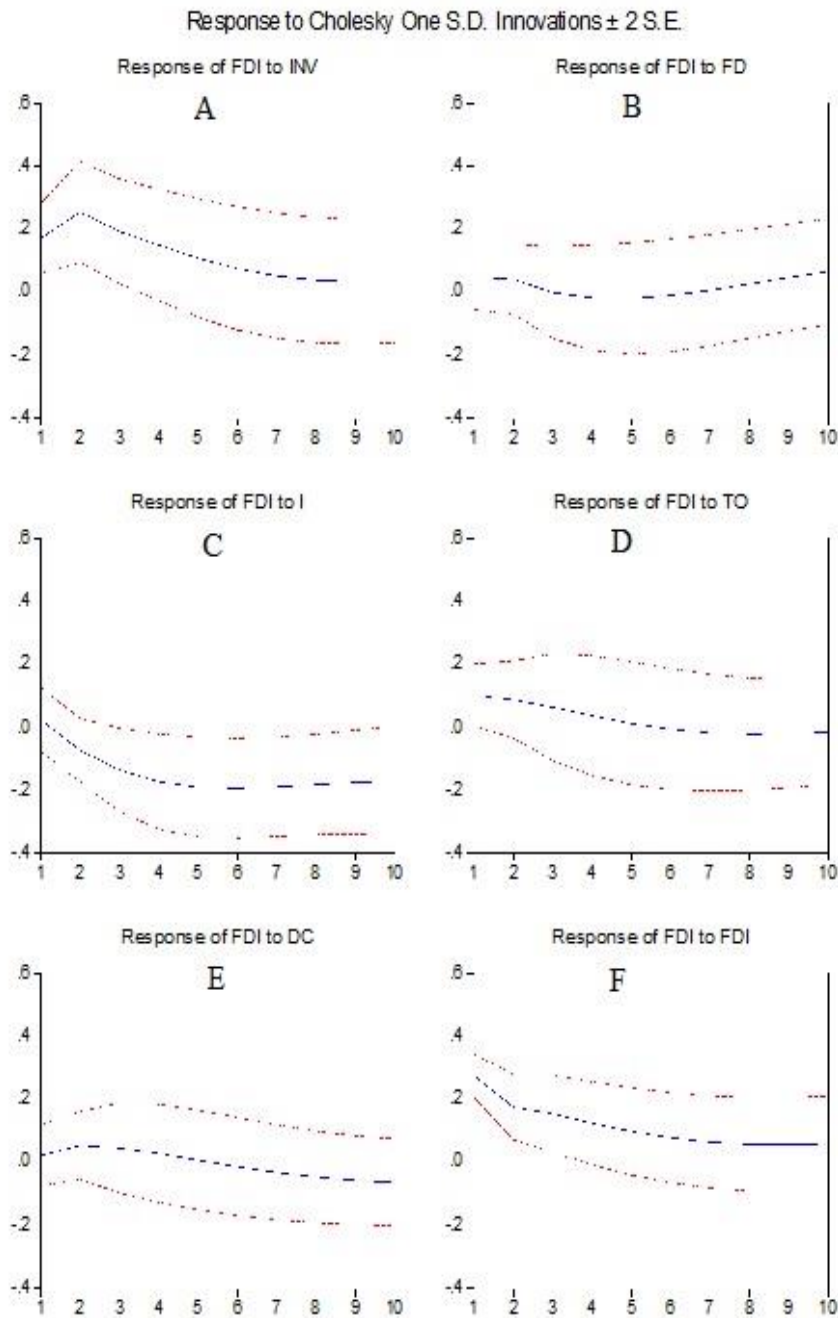 Response to Cholesky One S.D. Innovations ± 2 S.E.
Response of FDI to INV
A
.6
.4
.2
.0
-.2
-.4
1 2 3 4 5 6 7 8 9 10
Response of FDI to FD
B
.6
.4
.2
.0
-.2
-.4
1 2 3 4 5 6 7 8 9 10
Response of FDI to I
C
.6
.4
.2
.0
-.2
-.4
1 2 3 4 5 6 7 8 9 10
Response of FDI to TO
D
.6
.4
.2
.0
-.2
-.4
1 2 3 4 5 6 7 8 9 10
Response of FDI to DC
E
.6
.4
.2
.0
-.2
-.4
1 2 3 4 5 6 7 8 9 10
Response of FDI to FDI
F
.6
.4
.2
.0
-.2
-.4
1 2 3 4 5 6 7 8 9 10